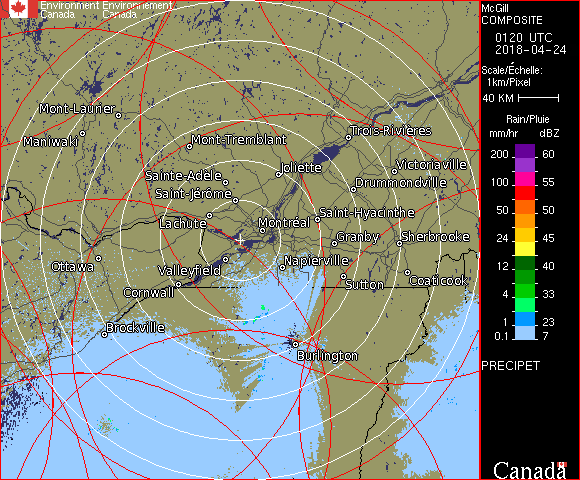 Environment Environnement
Canada Canada
Mont-Laurier
Maniwaki
Mont-Tremblant
Trois-Rivières
Sainte-Adèle
Joliette
Victoriaville
Saint-Jérôme
Drummondville
Lachute
Montréal
Saint-Hyacinthe
Granby
Sherbrooke
Ottawa
Valleyfield
Napierville
Cornwall
Sutton
Coaticook
Brockville
Burlington
McGill
COMPOSITE
0120 UTC
2018-04-24
Scale/Échelle:
1km/Pixel
40 KM
Rain/Pluie
mm/hr dBZ
200 60
100 55
50 50
24 45
12 40
4 33
1 23
0.1 7
PRECIPET
Canada